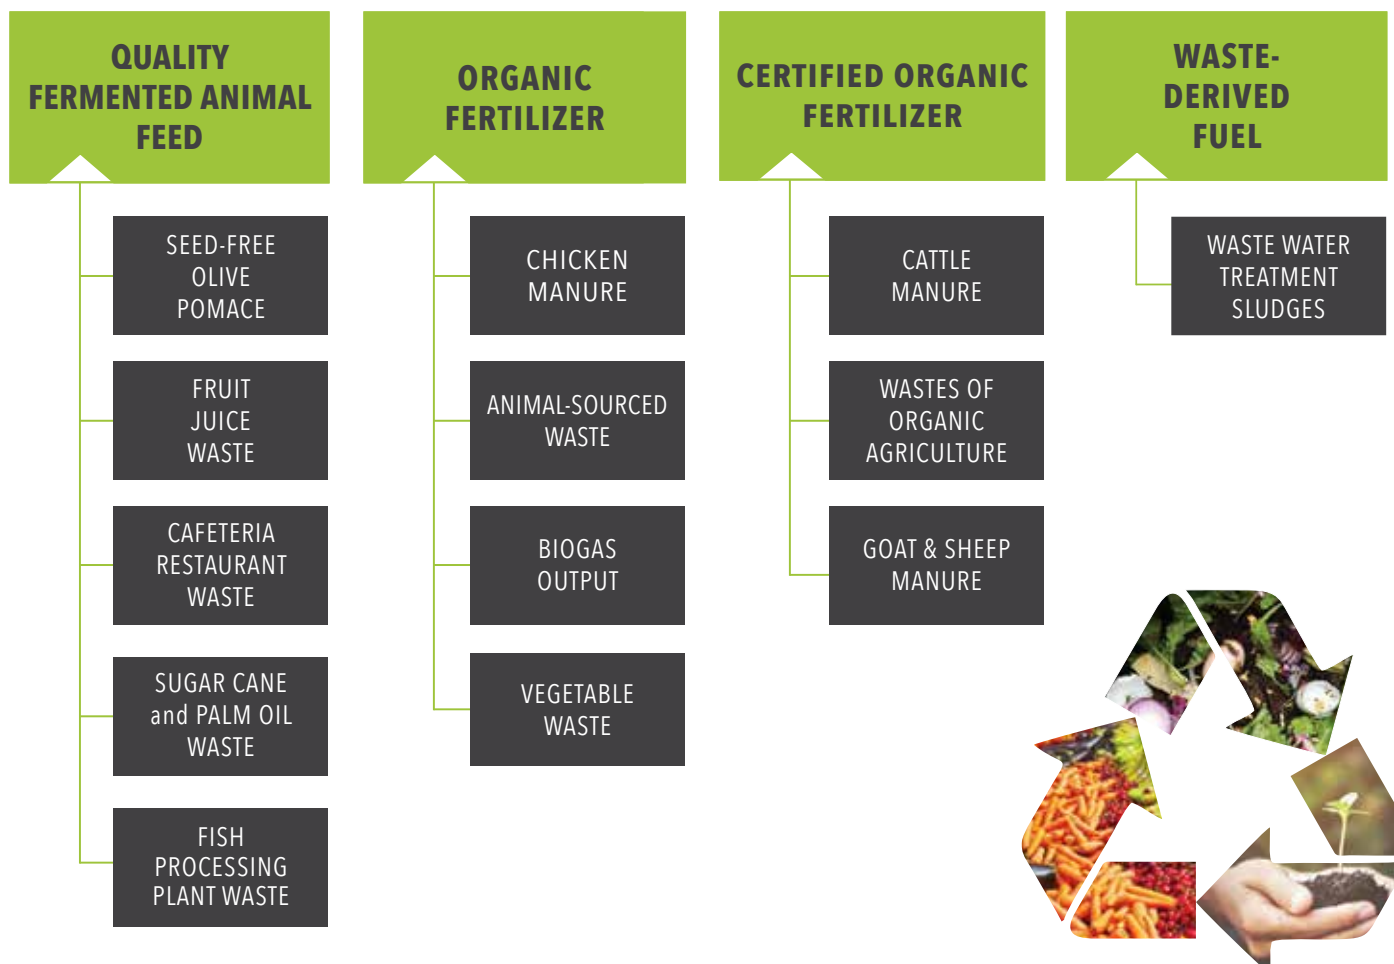 QUALITY
FERMENTED ANIMAL
FEED
SEED-FREE
OLIVE
POMACE
FRUIT
JUICE
WASTE
CAFETERIA
RESTAURANT
WASTE
SUGAR CANE
and PALM OIL
WASTE
FISH
PROCESSING
PLANT WASTE
ORGANIC
FERTILIZER
CHICKEN
MANURE
ANIMAL-SOURCED
WASTE
BIOGAS
OUTPUT
VEGETABLE
WASTE
CERTIFIED ORGANIC
FERTILIZER
CATTLE
MANURE
WASTES OF
ORGANIC
AGRICULTURE
GOAT & SHEEP
MANURE
WASTE-
DERIVED
FUEL
WASTE WATER
TREATMENT
SLUDGES